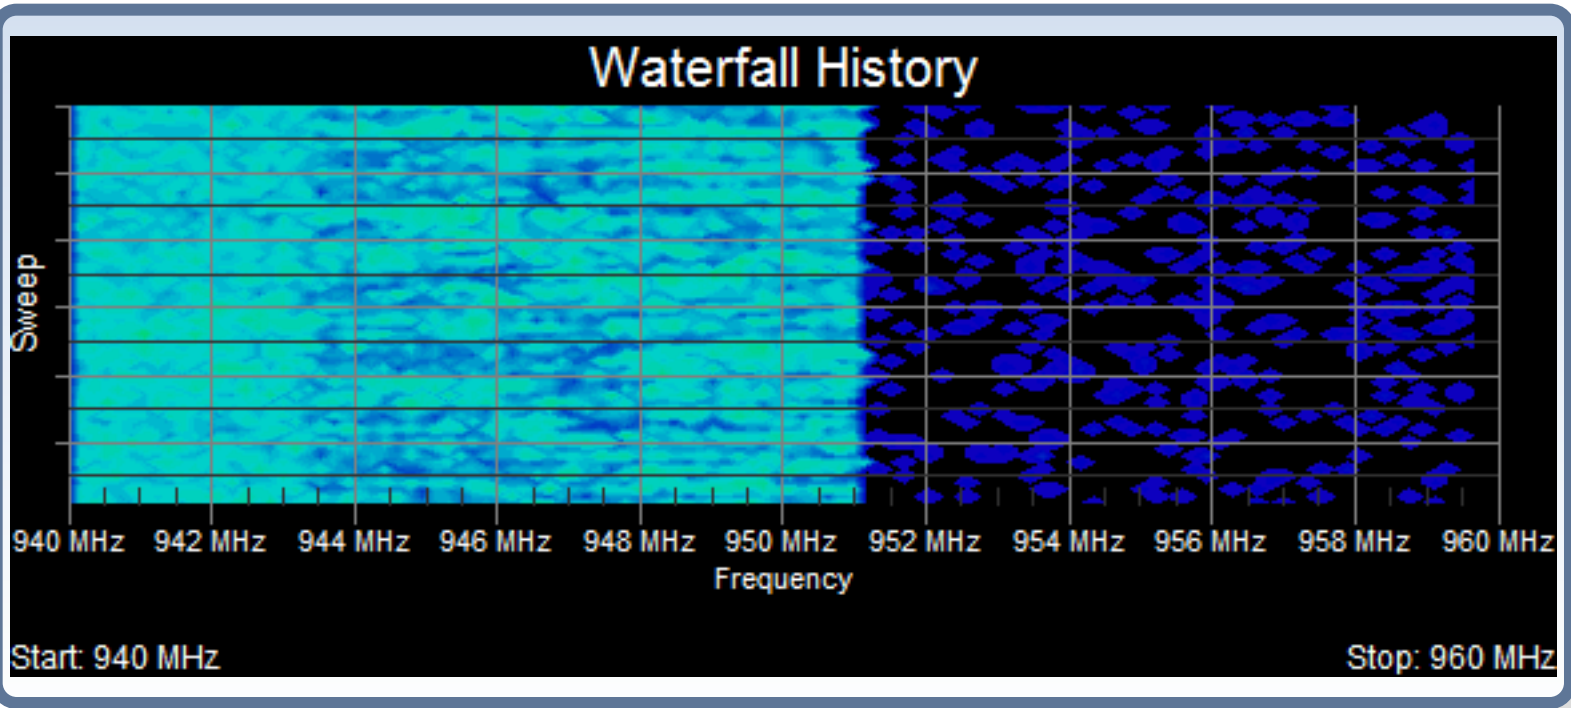 Waterfall History
Sweep
940 MHz 942 MHz 944 MHz 946 MHz 948 MHz 950 MHz 952 MHz 954 MHz 956 MHz 958 MHz 960 MHz
Frequency
Start: 940 MHz Stop: 960 MHz